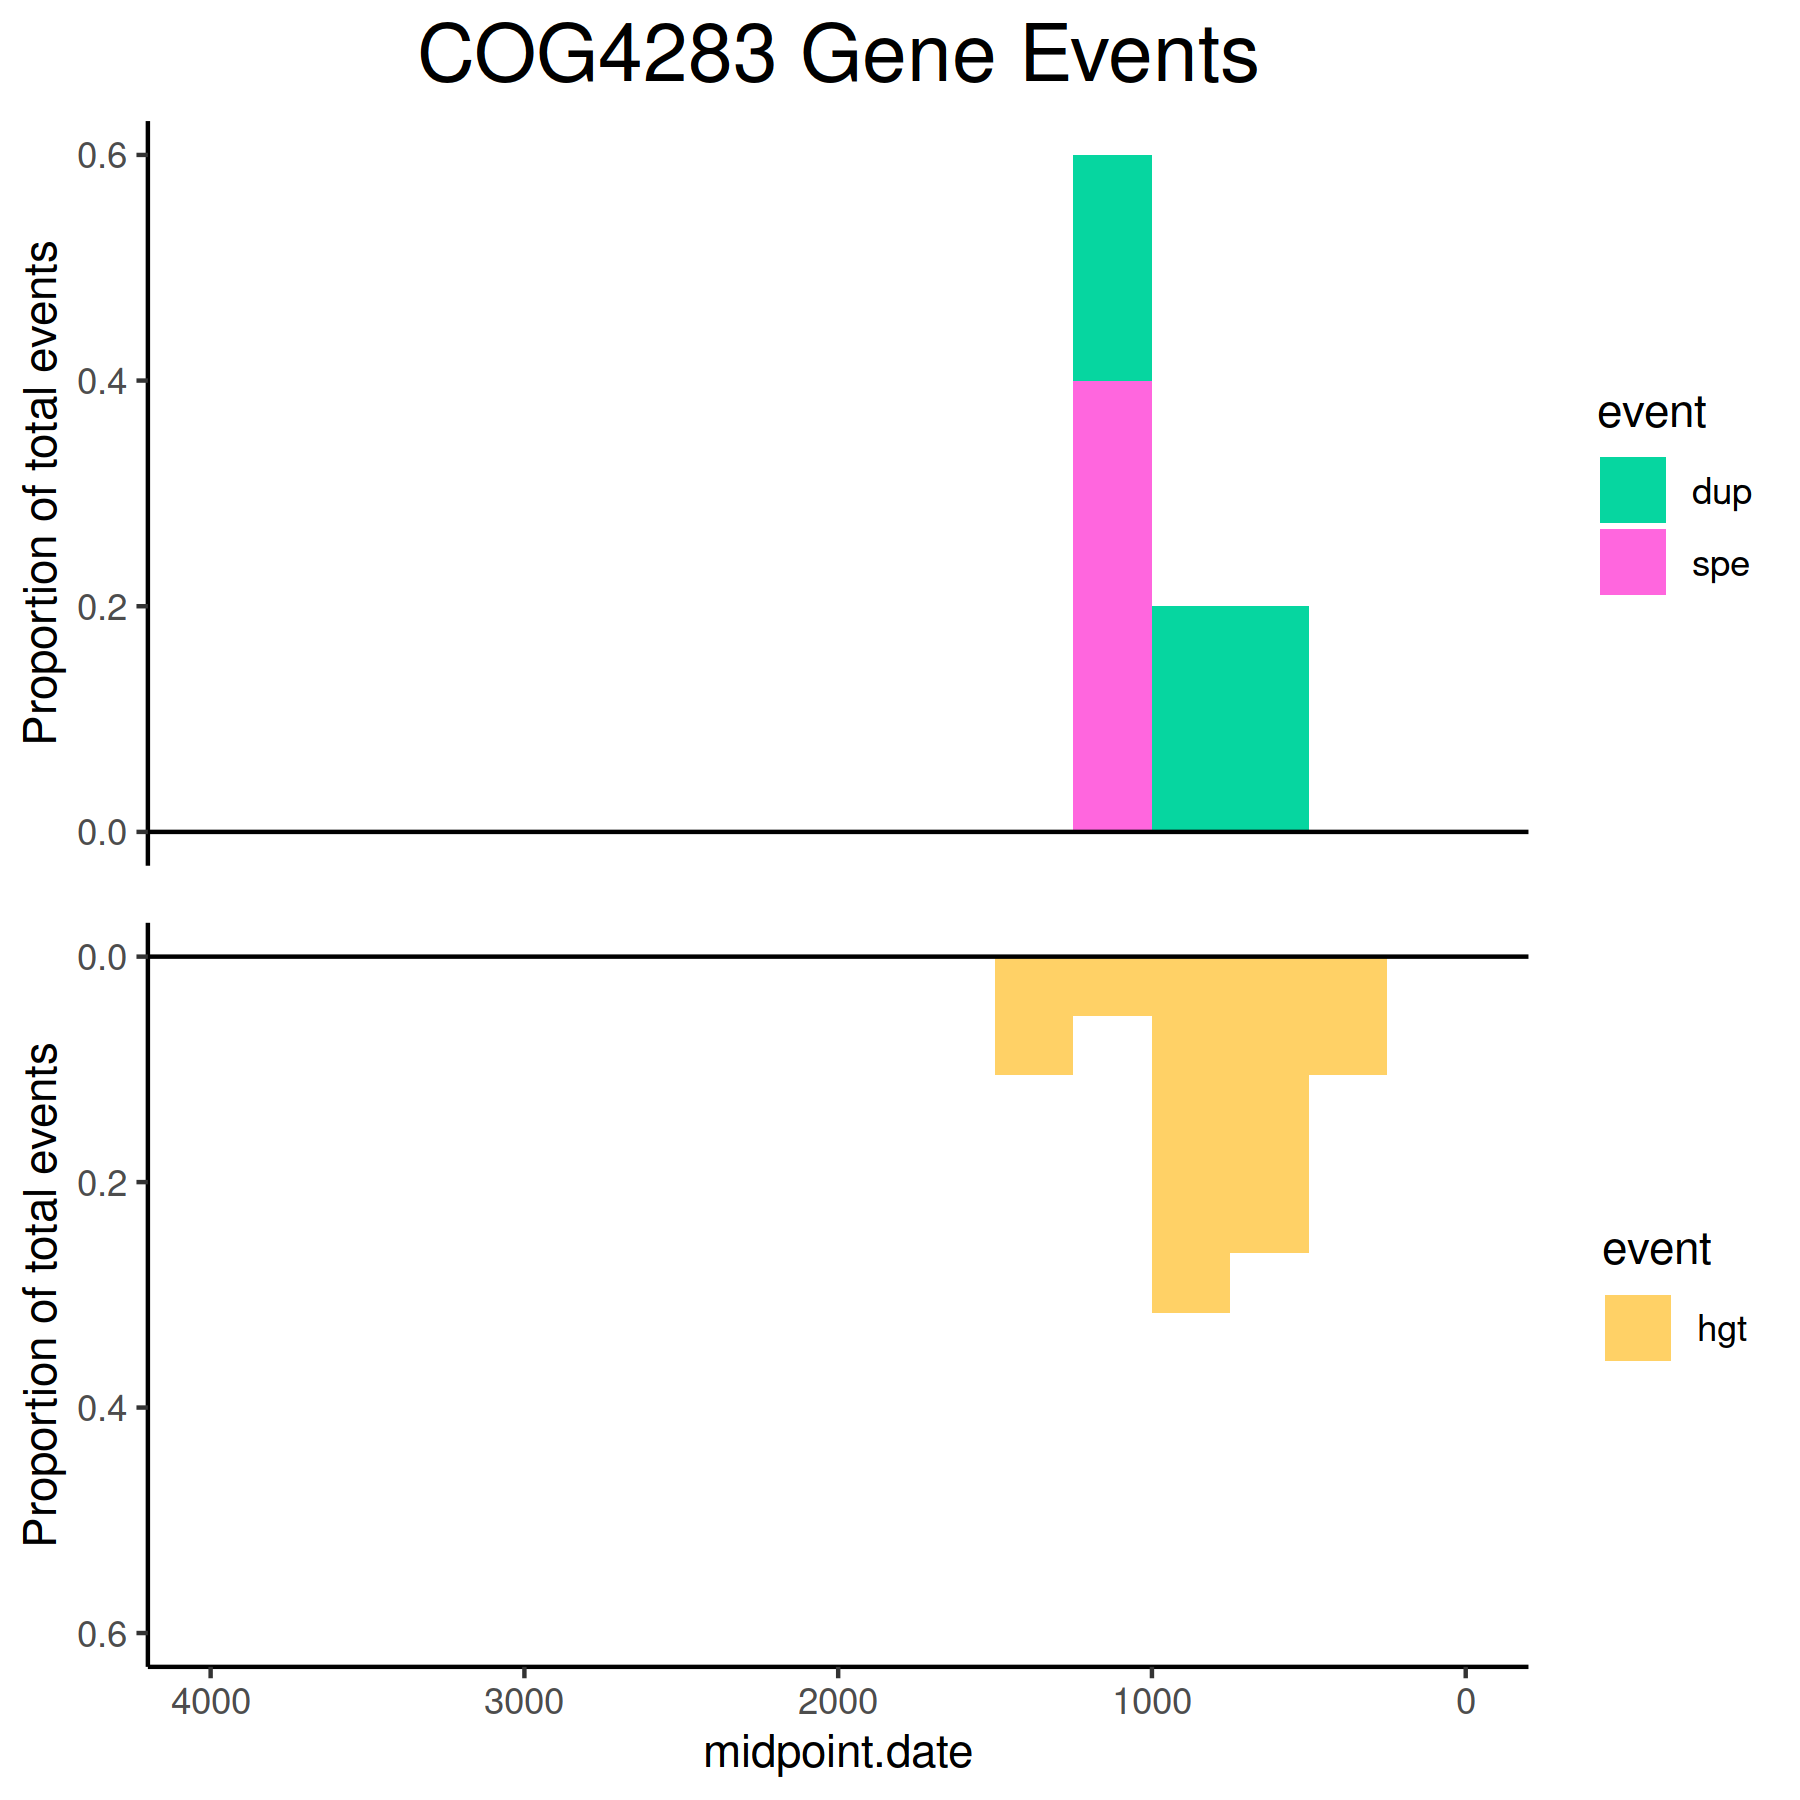 COG4283 Gene Events
Proportion of total events
0.6
0.4
0.2
0.0
event
dup
spe
Proportion of total events
0.0
0.2
0.4
0.6
event
hgt
4000 3000 2000 1000 0
midpoint.date